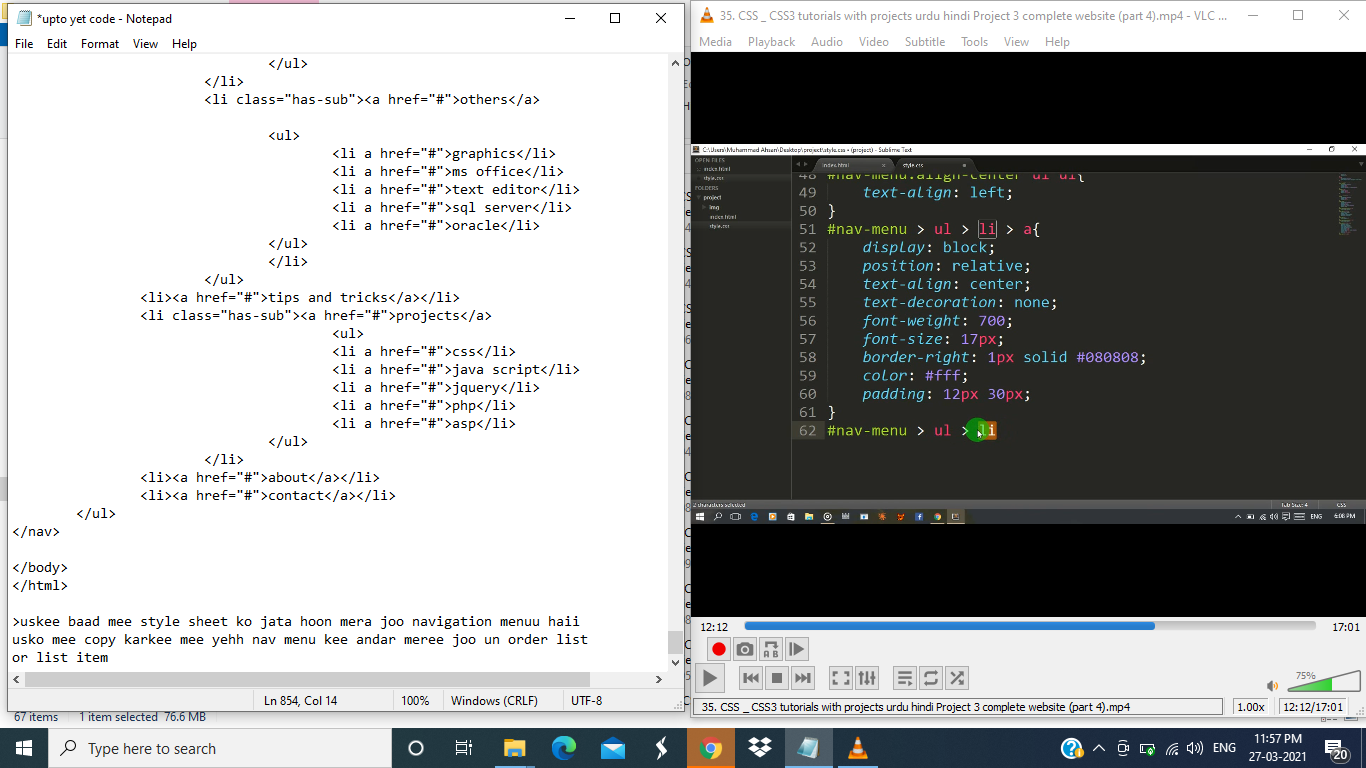 *upto yet code - Notepad
File Edit Format View Help
</ul>
</li>
<li class="has-sub"><a href="#">others</a>
<ul>
<li a href="#">graphics</li>
<li a href="#">ms office</li>
<li a href="#">text editor</li>
<li a href="#">sql server</li>
<li a href="#">oracle</li>
</ul>
</li>
</ul>
<li><a href="#">tips and tricks</a></li>
<li class="has-sub"><a href="#">projects</a>
<ul>
<li a href="#">css</li>
<li a href="#">java script</li>
<li a href="#">jquery</li>
<li a href="#">php</li>
<li a href="#">asp</li>
</ul>
</li>
<li><a href="#">about</a></li>
<li><a href="#">contact</a></li>
</ul>
</nav>
</body>
</html>
>uskee baad mee style sheet ko jata hoon mera joo navigation menuu haii
usko mee copy karkee mee yehh nav menu kee andar meree joo un order list
or list item
Ln 854, Col 14 100% Windows (CRLF) UTF-8
67 items 1 item selected 76.6 MB
35. CSS _ CSS3 tutorials with projects urdu hindi Project 3 complete website (part 4).mp4 - VLC ...
Media Playback Audio Video Subtitle Tools View Help
C:\Users\Muhammad Ahsan\Desktop\project\style.css • (project) - Sublime Text
OPEN FILES
index.html
style.css
FOLDERS
project
img
index.html
style.css
index.html style.css
48 #nav-menu.align-center ul ul{
49 text-align: left;
50 }
51 #nav-menu > ul > li > a{
52 display: block;
53 position: relative;
54 text-align: center;
55 text-decoration: none;
56 font-weight: 700;
57 font-size: 17px;
58 border-right: 1px solid #080808;
59 color: #fff;
60 padding: 12px 30px;
61 }
62 #nav-menu > ul > li
2 characters selected Tab Size: 4 CSS
ENG 6:08 PM
12:12 17:01
75%
35. CSS _ CSS3 tutorials with projects urdu hindi Project 3 complete website (part 4).mp4 1.00x 12:12/17:01
Type here to search
ENG 11:57 PM
27-03-2021
20